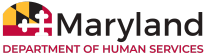 Maryland
DEPARTMENT OF HUMAN SERVICES